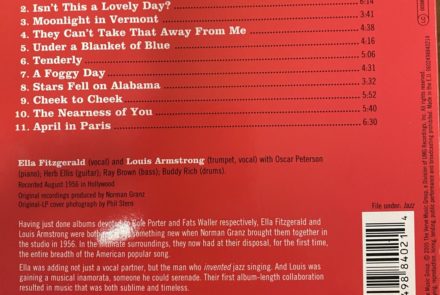 2. Isn't This a Lovely Day? 6:14
3. Moonlight in Vermont 3:41
4. They Can't Take That Away From Me 4:38
5. Under a Blanket of Blue 4:16
6. Tenderly 5:06
7. A Foggy Day 4:31
8. Stars Fell on Alabama 3:32
9. Cheek to Cheek 5:52
10. The Nearness of You 5:40
11. April in Paris 6:30
Ella Fitzgerald (vocal) and Louis Armstrong (trumpet, vocal) with Oscar Peterson
(piano); Herb Ellis (guitar); Ray Brown (bass); Buddy Rich (drums).
Recorded August 1956 in Hollywood
Original recordings produced by Norman Granz
Original-LP cover photograph by Phil Stern
File under: Jazz
Having just done albums devoted Cole Porter and Fats Waller respectively, Ella Fitzgerald and
Louis Armstrong were both something new when Norman Granz brought them together in
the studio in 1956. In the intimate surroundings, they now had at their disposal, for the first time,
the entire breadth of the American popular song.
Ella was adding not just a vocal partner, but the man who invented jazz singing. And Louis was
gaining a musical inamorata, someone he could serenade. Their first album-length collaboration
resulted in music that was both sublime and timeless.
498 84021 4